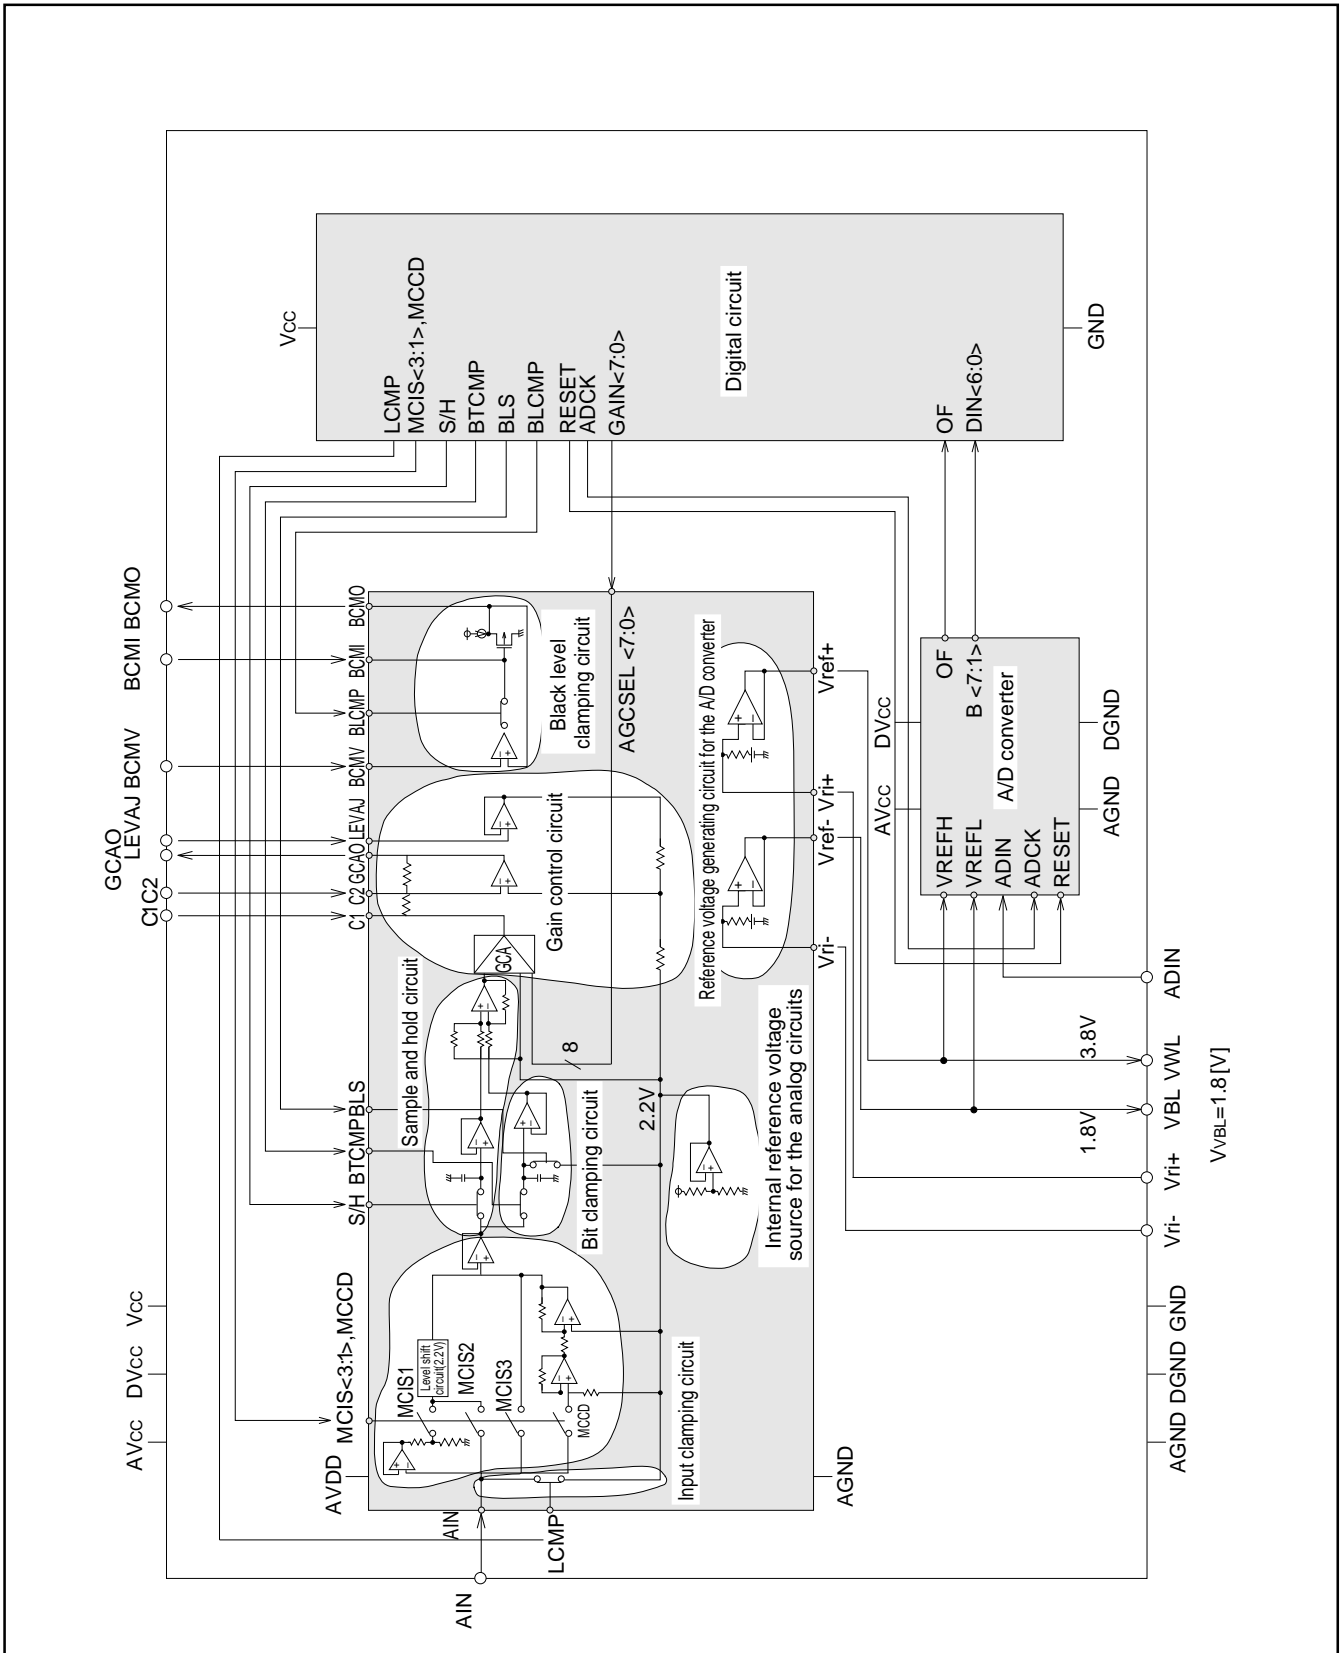 AVCC
DVCC
VCC
C1
C2
GCAO
LEVAJ
BCMV
BCMI
BCMO
AVDD
MCIS<3:1>,MCCD
S/H
BTCMP
BLS
C1
C2
GCAO
LEVAJ
BCMV
BLCMP
BCMI
BCMO
VCC
LCMP
MCIS<3:1>,MCCD
S/H
BTCMP
BLS
BLCMP
RESET
ADCK
GAIN<7:0>
Digital circuit
OF
DIN<6:0>
GND
AIN
AIN
LCMP
MCIS1
Level shift
circuit(2.2V)
MCIS2
MCIS3
MCCD
Input clamping circuit
Sample and hold circuit
Bit clamping circuit
GCA
Gain control circuit
8
2.2V
Black level
clamping circuit
AGCSEL <7:0>
Internal reference voltage
source for the analog circuits
Reference voltage generating circuit for the A/D converter
AGND
Vri-
Vref-
Vri+
Vref+
AVCC
DVCC
VREFH
VREFL
ADIN
ADCK
RESET
OF
B <7:1>
A/D converter
AGND
DGND
1.8V
3.8V
AGND
DGND
GND
Vri-
Vri+
VBL
VWL
ADIN
VVBL=1.8[V]